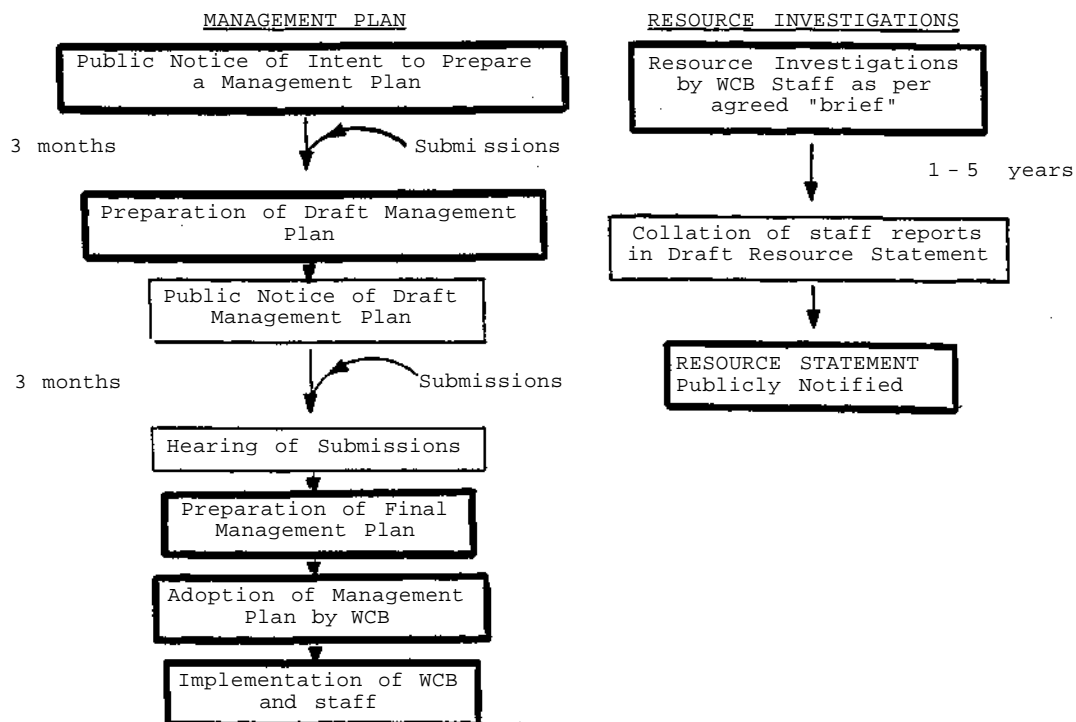 MANAGEMENT PLAN
Public Notice of Intent to Prepare
a Management Plan
3 months
Submissions
Preparation of Draft Management
Plan
Public Notice of Draft
Management Plan
3 months
Submissions
Hearing of Submissions
Preparation of Final
Management Plan
Adoption of Management
Plan by WCB
Implementation of WCB
and staff
RESOURCE INVESTIGATIONS
Resource Investigations
by WCB Staff as per
agreed "brief"
1 - 5 years
Collation of staff reports
in Draft Resource Statement
RESOURCE STATEMENT
Publicly Notified